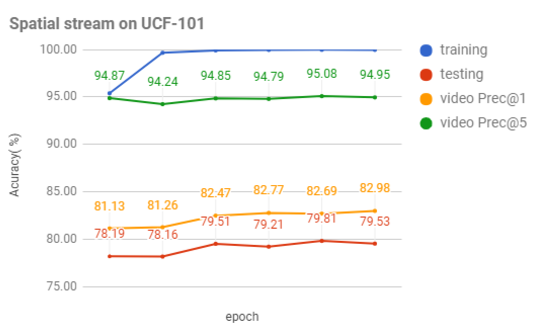 Spatial stream on UCF-101
100.00
95.00
90.00
85.00
80.00
75.00
Acuracy( %)
epoch
94.87 94.24 94.85 94.79 95.08 94.95
81.13 81.26 82.47 82.77 82.69 82.98
78.19 78.16 79.51 79.21 79.81 79.53
training
testing
video Prec@1
video Prec@5